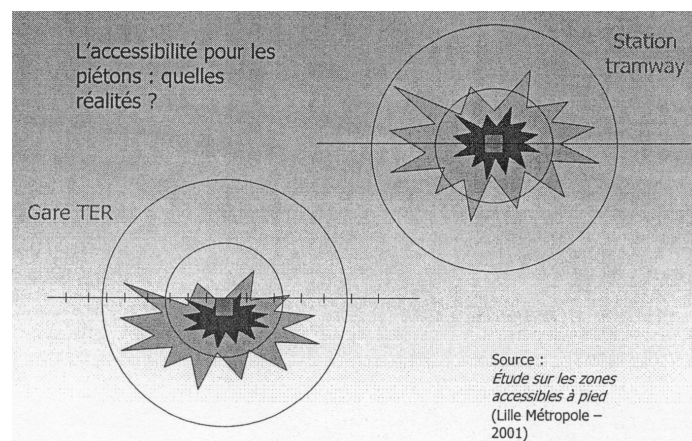 L'accessibilité pour les
piétons : quelles
réalités ?
Station
tramway
Gare TER
Source :
Étude sur les zones
accessibles à pied
(Lille Métropole –
2001)